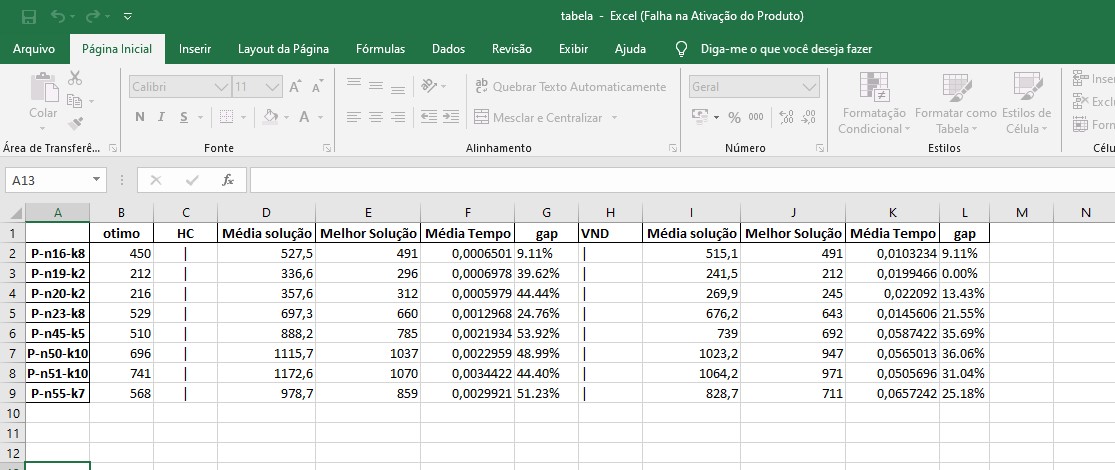 tabela - Excel (Falha na Ativação do Produto)
Arquivo Página Inicial Inserir Layout da Página Fórmulas Dados Revisão Exibir Ajuda Diga-me o que você deseja fazer
Colar
Calibri 11 A A
N I S A
ab Quebrar Texto Automaticamente
Mesclar e Centralizar
Geral
% 000 ,00 ,00
Formatação Condicional
Formatar como Tabela
Estilos de Célula
Área de Transferê... Fonte Alinhamento Número Estilos
A13 fx
A B C D E F G H I J K L M N
1 otimo HC Média solução Melhor Solução Média Tempo gap VND Média solução Melhor Solução Média Tempo gap
2 P-n16-k8 450 | 527,5 491 0,0006501 9.11% | 515,1 491 0,0103234 9.11%
3 P-n19-k2 212 | 336,6 296 0,0006978 39.62% | 241,5 212 0,0199466 0.00%
4 P-n20-k2 216 | 357,6 312 0,0005979 44.44% | 269,9 245 0,022092 13.43%
5 P-n23-k8 529 | 697,3 660 0,0012968 24.76% | 676,2 643 0,0145606 21.55%
6 P-n45-k5 510 | 888,2 785 0,0021934 53.92% | 739 692 0,0587422 35.69%
7 P-n50-k10 696 | 1115,7 1037 0,0022959 48.99% | 1023,2 947 0,0565013 36.06%
8 P-n51-k10 741 | 1172,6 1070 0,0034422 44.40% | 1064,2 971 0,0505696 31.04%
9 P-n55-k7 568 | 978,7 859 0,0029921 51.23% | 828,7 711 0,0657242 25.18%
10
11
12